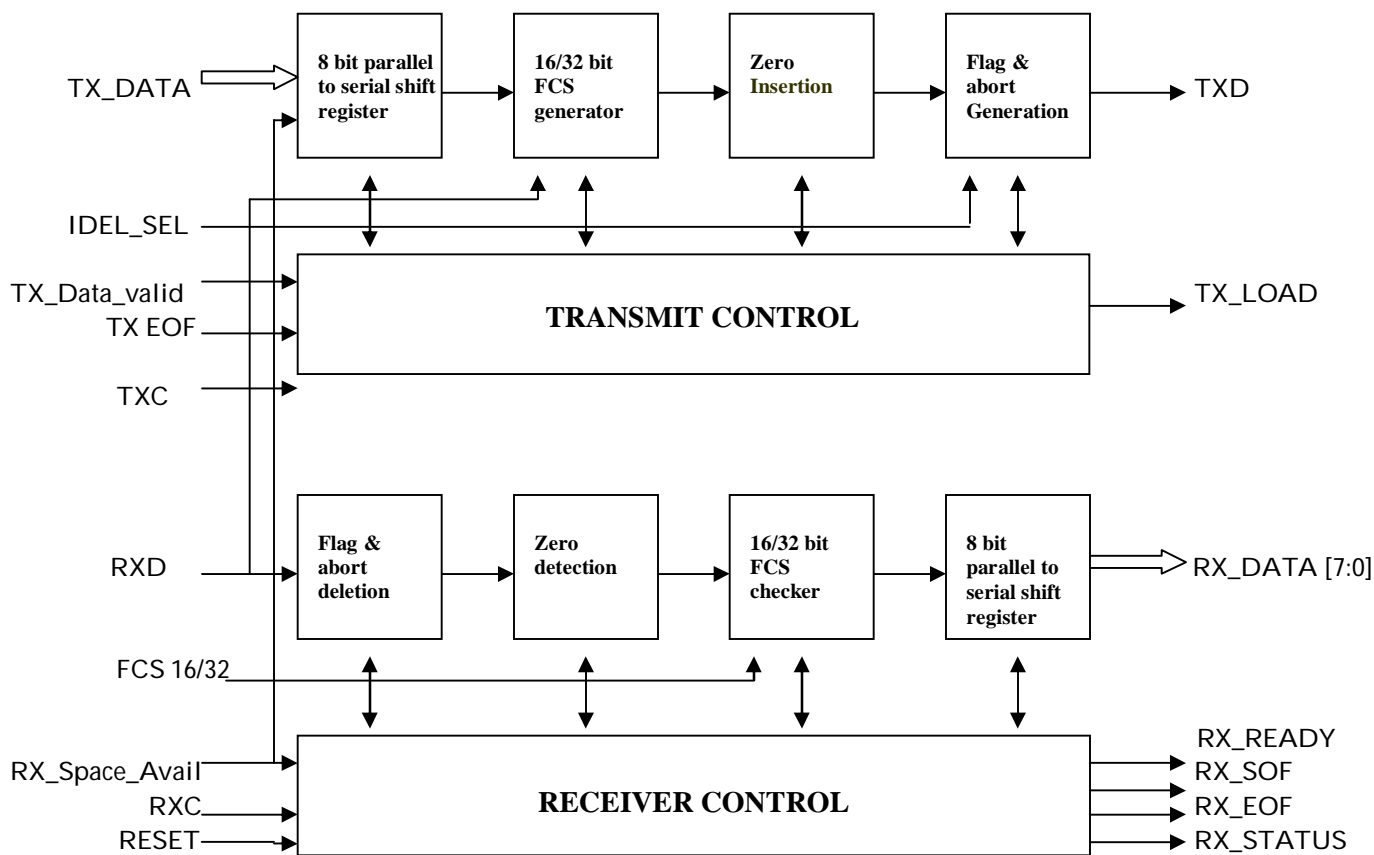 TX_DATA
8 bit parallel
to serial shift
register
16/32 bit
FCS
generator
Zero
Insertion
Flag &
abort
Generation
TXD
IDEL_SEL
TX_Data_valid
TX EOF
TRANSMIT CONTROL
TX_LOAD
TXC
RXD
Flag &
abort
deletion
Zero
detection
16/32 bit
FCS
checker
8 bit
parallel to
serial shift
register
RX_DATA [7:0]
FCS 16/32
RX_Space_Avail
RXC
RESET
RECEIVER CONTROL
RX_READY
RX_SOF
RX_EOF
RX_STATUS